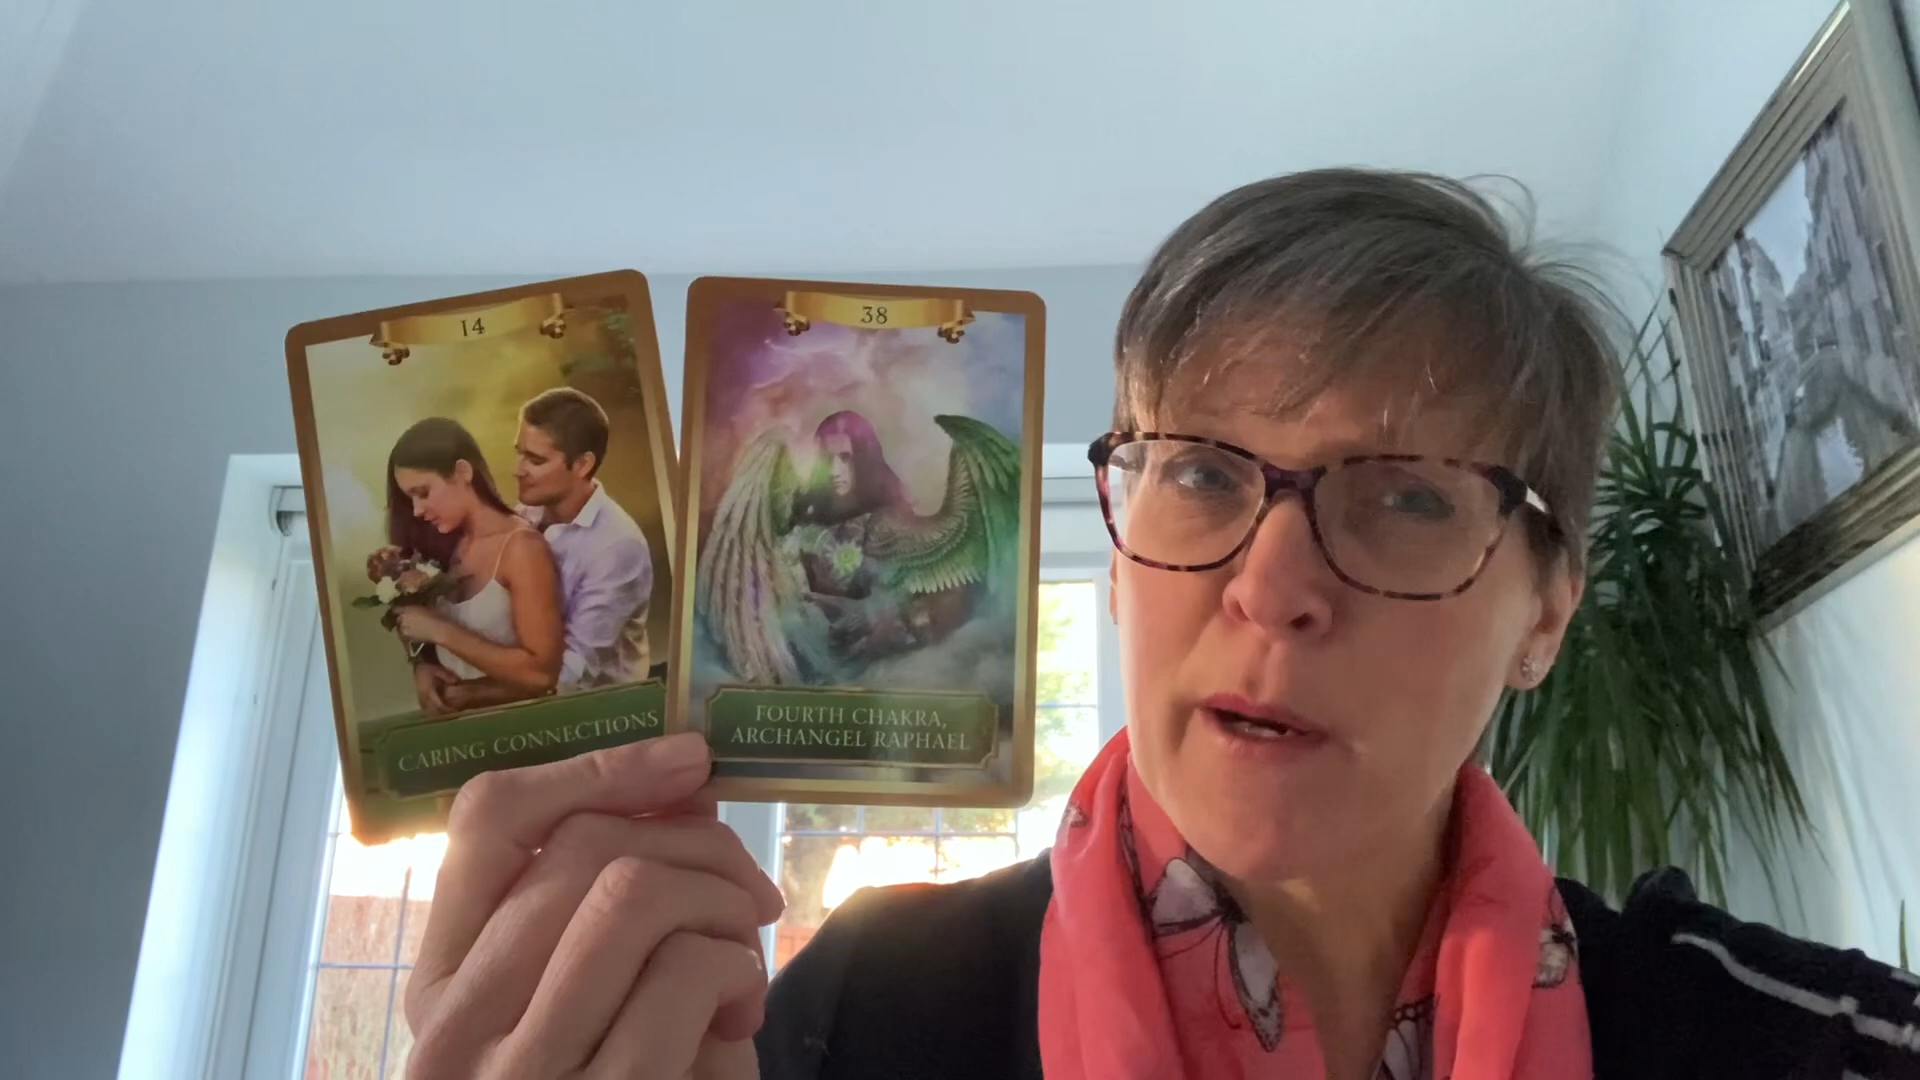 14
CARING CONNECTIONS
38
FOURTH CHAKRA,
ARCHANGEL RAPHAEL